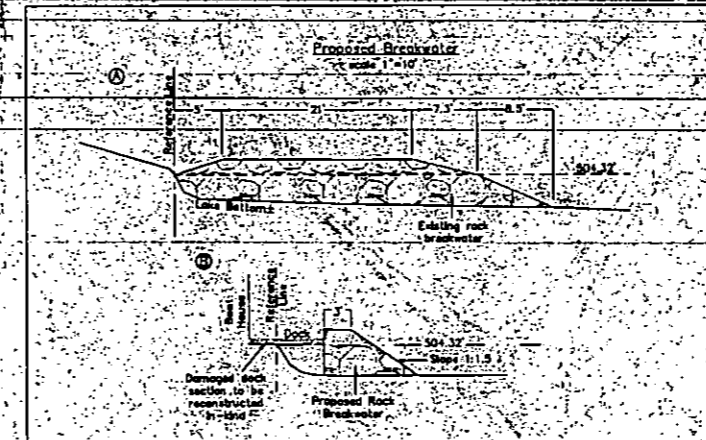 Proposed Breakwater
scale 1"=10'
A
Reference Line
5'
21'
7.5'
8.5'
504.32'
Lake Bottom
Existing rock
breakwater
B
Boat
House
Reference
Line
Dock
3'
504.32'
Slope 1:1.5
Damaged dock
section to be
reconstructed
in-kind
Proposed Rock
Breakwater